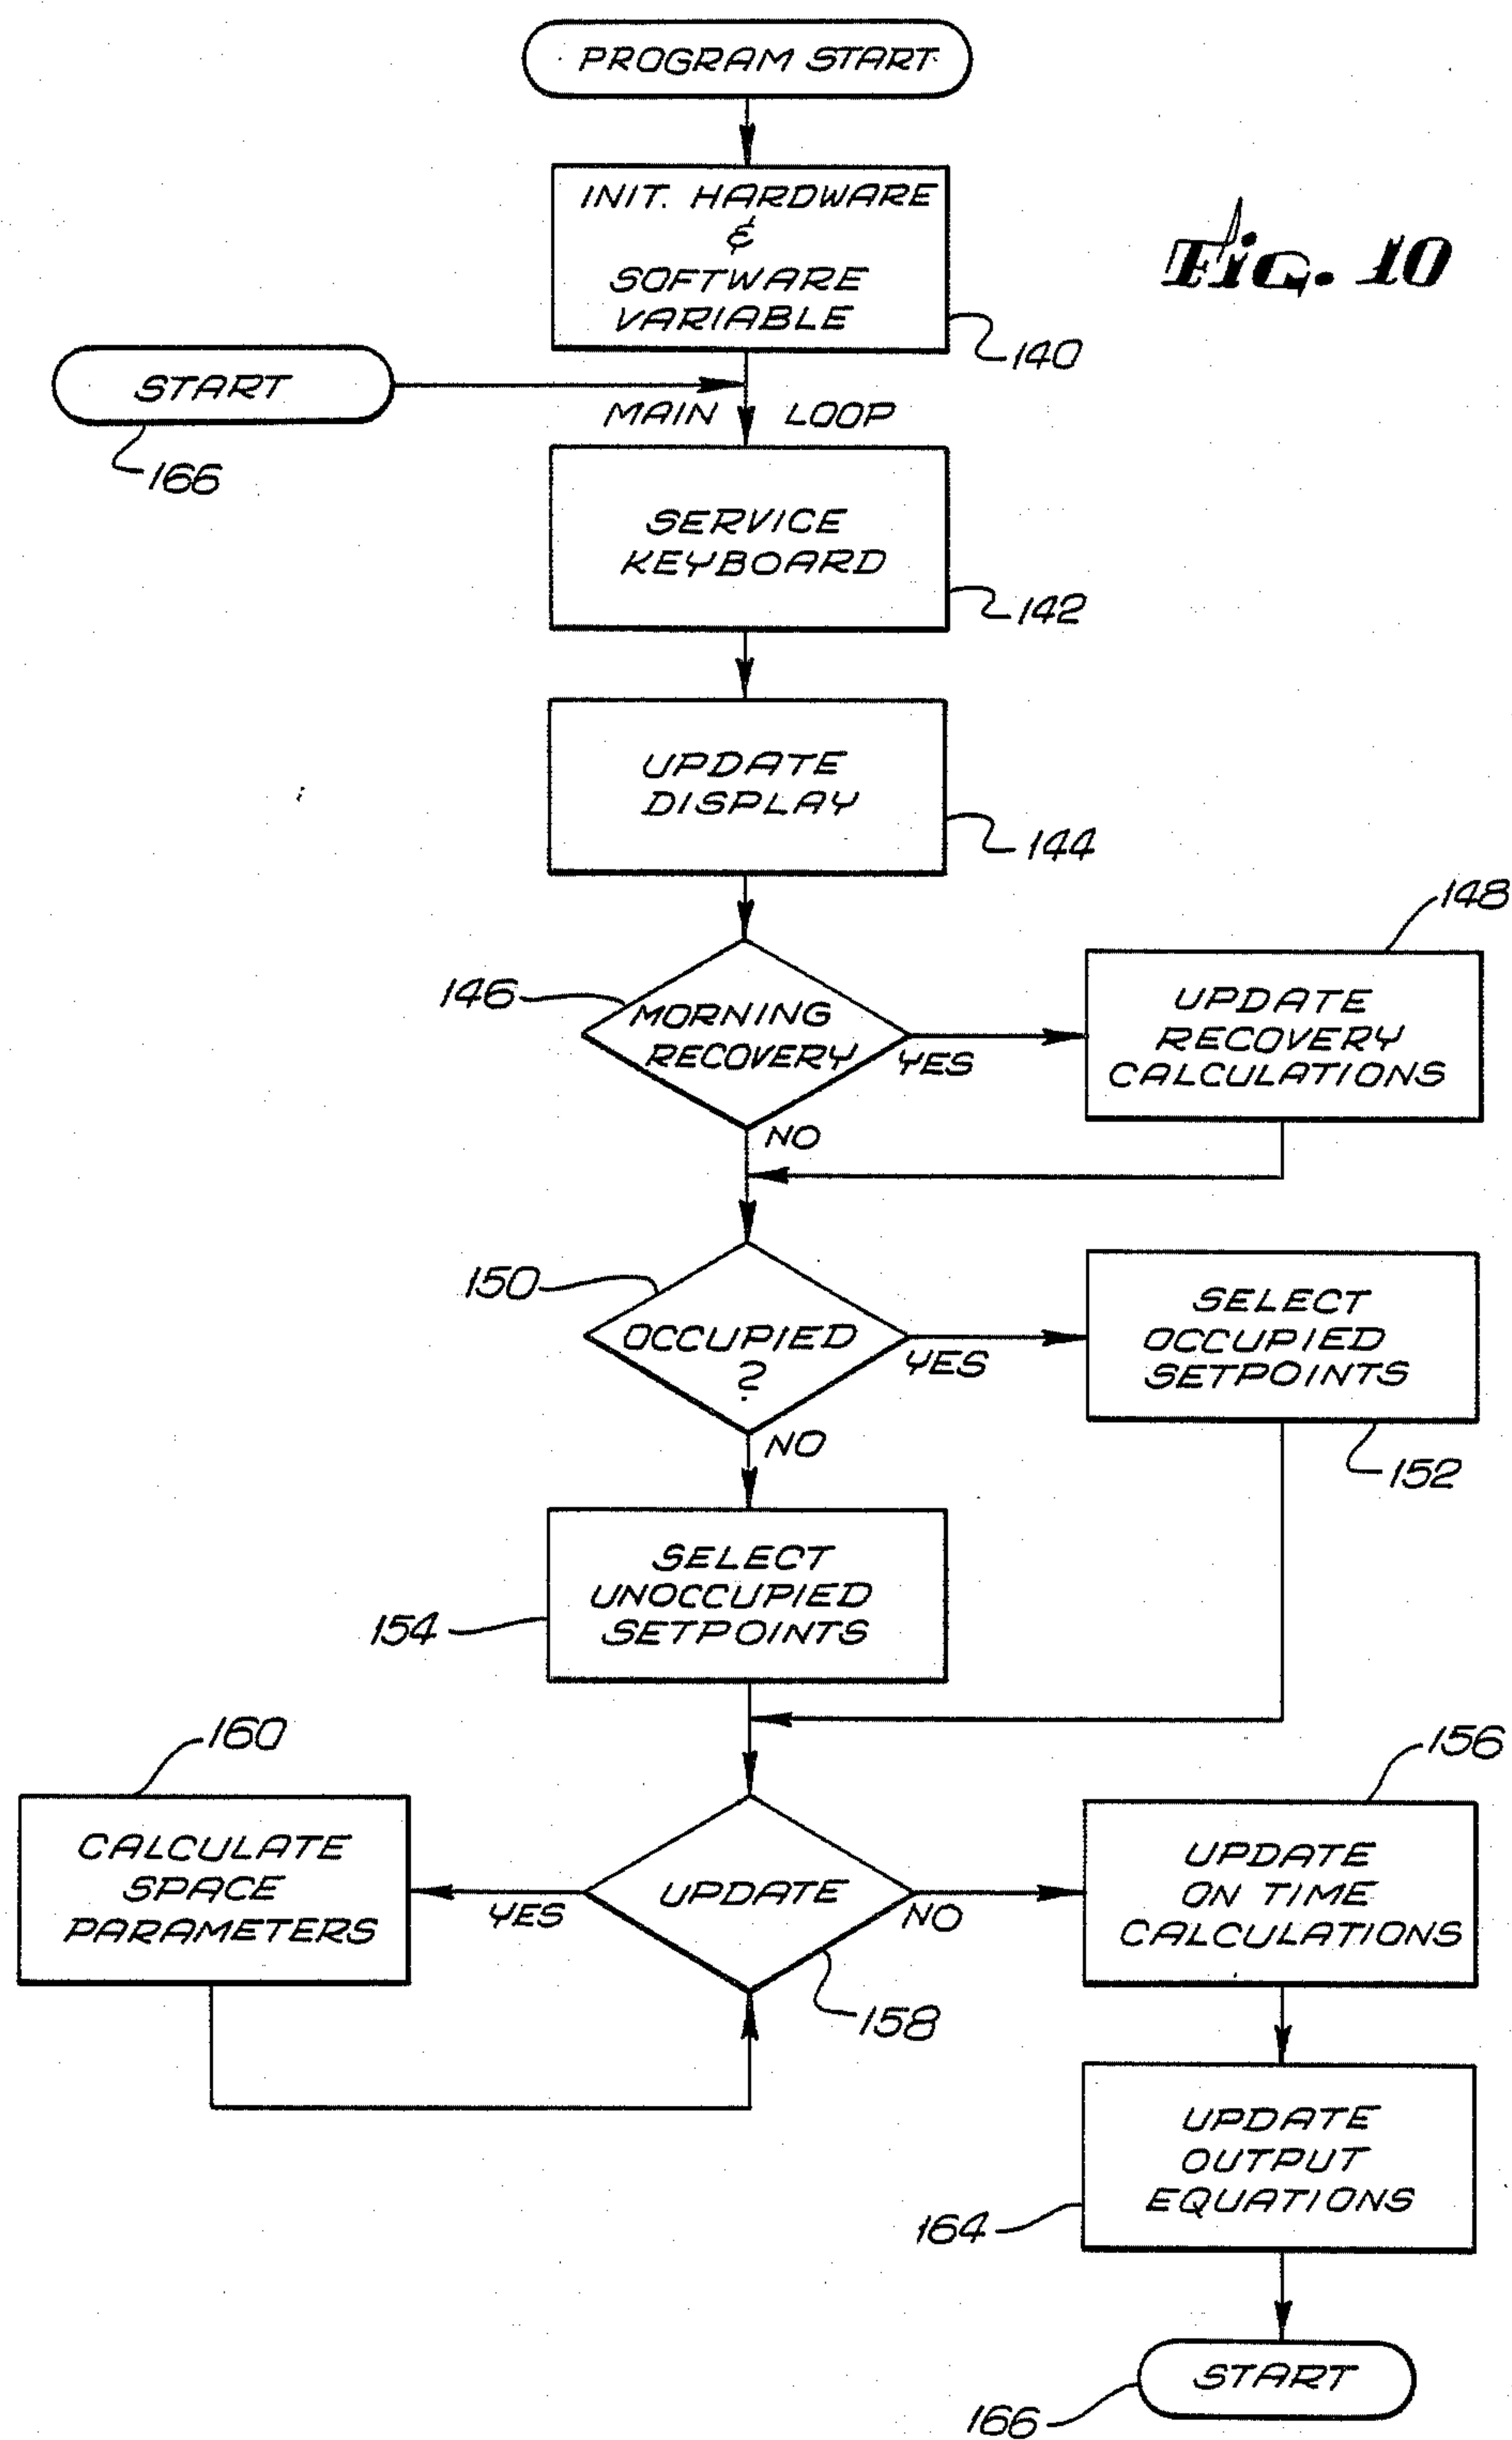 PROGRAM START
INIT. HARDWARE
&
SOFTWARE
VARIABLE
140
Fig. 10
START
166
MAIN LOOP
SERVICE
KEYBOARD
142
UPDATE
DISPLAY
144
146
MORNING
RECOVERY
YES
NO
148
UPDATE
RECOVERY
CALCULATIONS
150
OCCUPIED
?
YES
NO
SELECT
OCCUPIED
SETPOINTS
152
SELECT
UNOCCUPIED
SETPOINTS
154
160
CALCULATE
SPACE
PARAMETERS
YES
UPDATE
NO
158
156
UPDATE
ON TIME
CALCULATIONS
UPDATE
OUTPUT
EQUATIONS
164
START
166